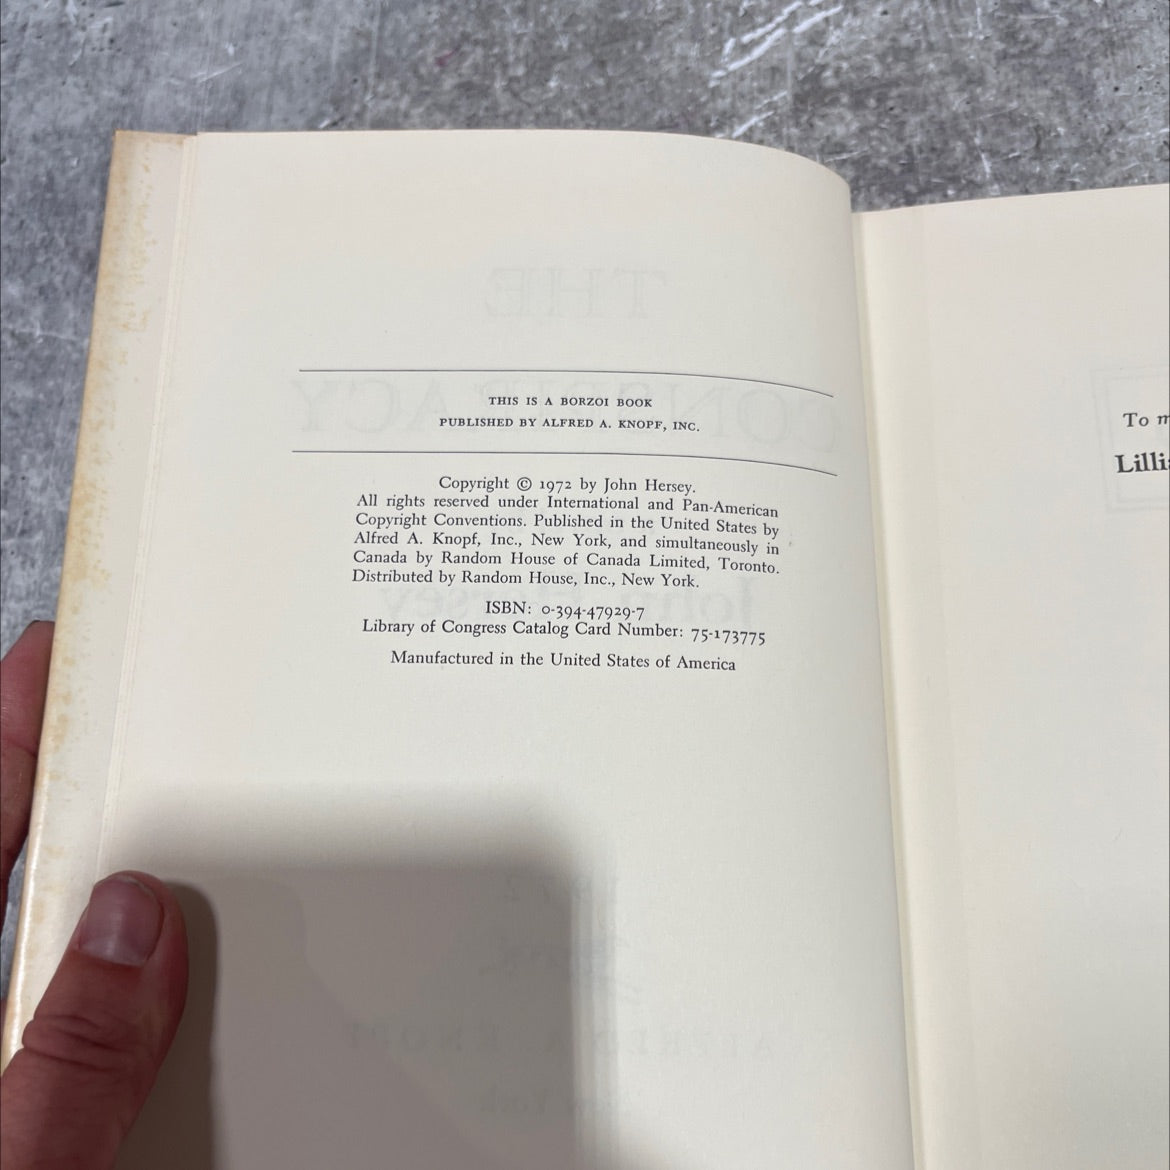 THIS IS A BORZOI BOOK
PUBLISHED BY ALFRED A. KNOPF, INC.
Copyright © 1972 by John Hersey.
All rights reserved under International and Pan-American
Copyright Conventions. Published in the United States by
Alfred A. Knopf, Inc., New York, and simultaneously in
Canada by Random House of Canada Limited, Toronto.
Distributed by Random House, Inc., New York.
ISBN: 0-394-47929-7
Library of Congress Catalog Card Number: 75-173775
Manufactured in the United States of America
To